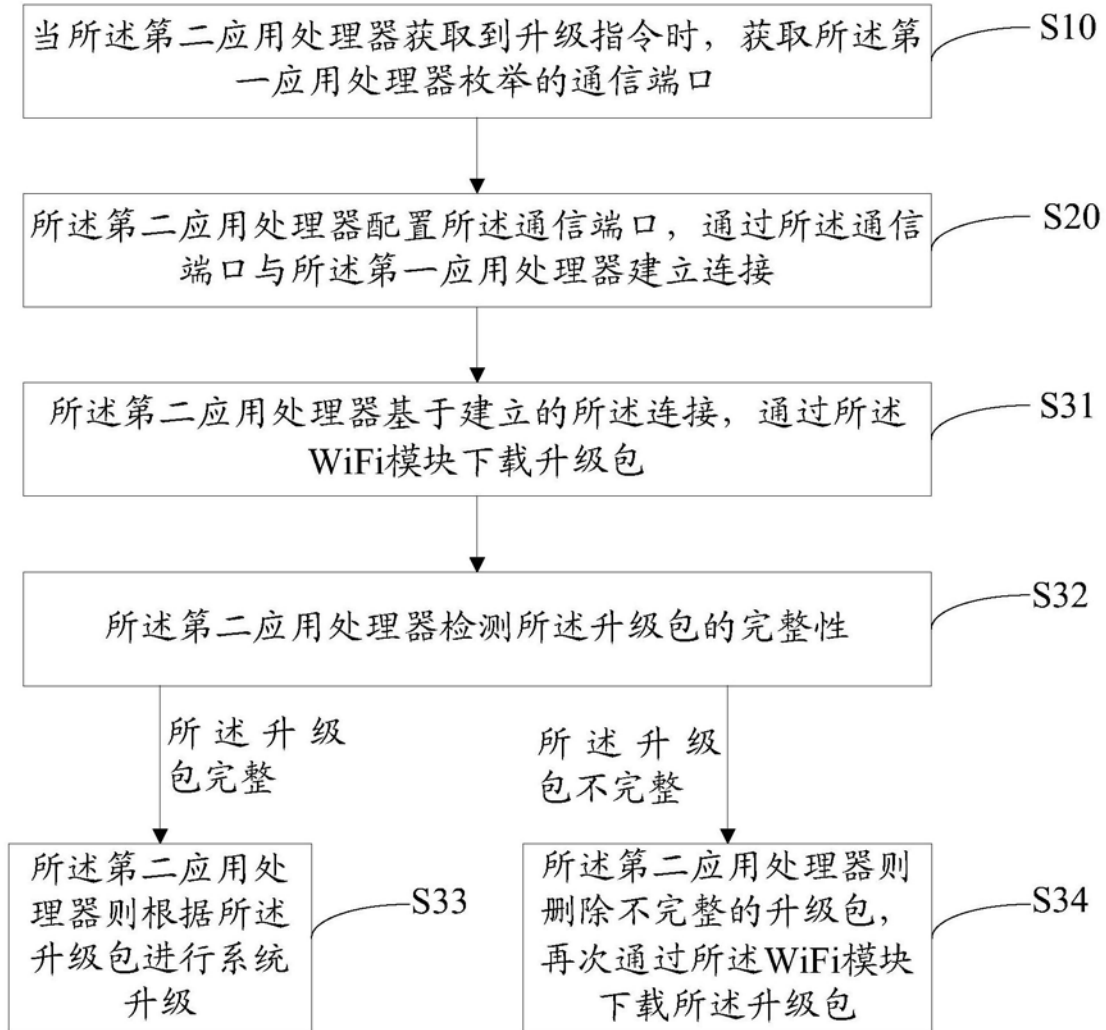 当所述第二应用处理器获取到升级指令时，获取所述第
一应用处理器枚举的通信端口
S10
所述第二应用处理器配置所述通信端口，通过所述通信
端口与所述第一应用处理器建立连接
S20
所述第二应用处理器基于建立的所述连接，通过所述
WiFi模块下载升级包
S31
所述第二应用处理器检测所述升级包的完整性
S32
所述升级
包完整
所述升级
包不完整
所述第二应用处
理器则根据所述
升级包进行系统
升级
S33
所述第二应用处理器则
删除不完整的升级包，
再次通过所述WiFi模块
下载所述升级包
S34